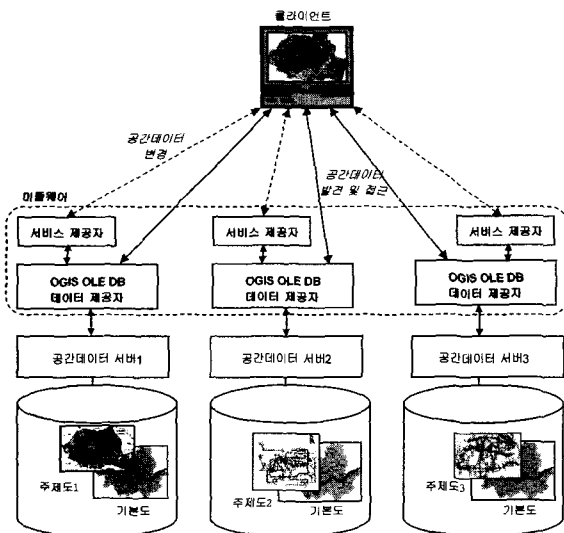 클라이언트
공간데이터
변경
공간데이터
발견 및 접근
미들웨어
서비스 제공자
서비스 제공자
서비스 제공자
OGIS OLE DB
데이터 제공자
OGIS OLE DB
데이터 제공자
OGIS OLE DB
데이터 제공자
공간데이터 서버1
공간데이터 서버2
공간데이터 서버3
주제도1
기본도
주제도2
기본도
주제도3
기본도